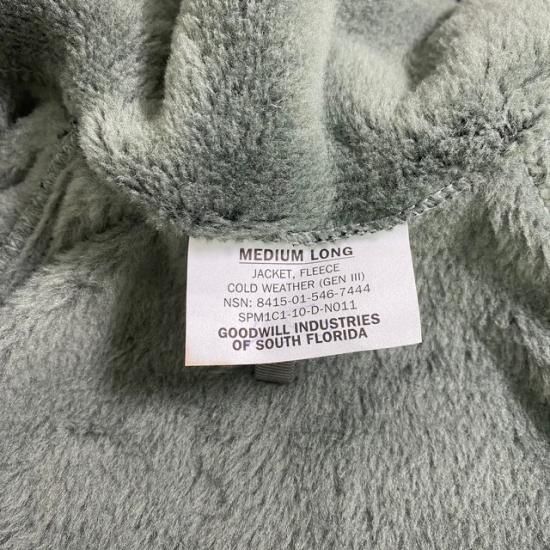 MEDIUM LONG
JACKET, FLEECE
COLD WEATHER (GEN III)
NSN: 8415-01-546-7444
SPM1C1-10-D-N011
GOODWILL INDUSTRIES
OF SOUTH FLORIDA